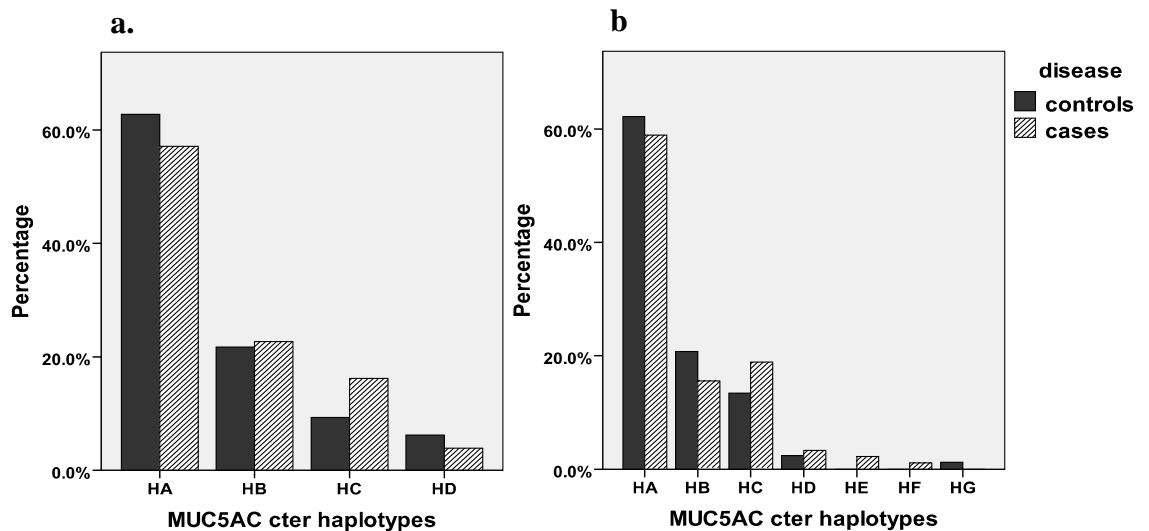 a.
Percentage
60.0%
40.0%
20.0%
0.0%
HA HB HC HD
MUC5AC cter haplotypes
b
Percentage
60.0%
40.0%
20.0%
0.0%
HA HB HC HD HE HF HG
MUC5AC cter haplotypes
disease
controls
cases